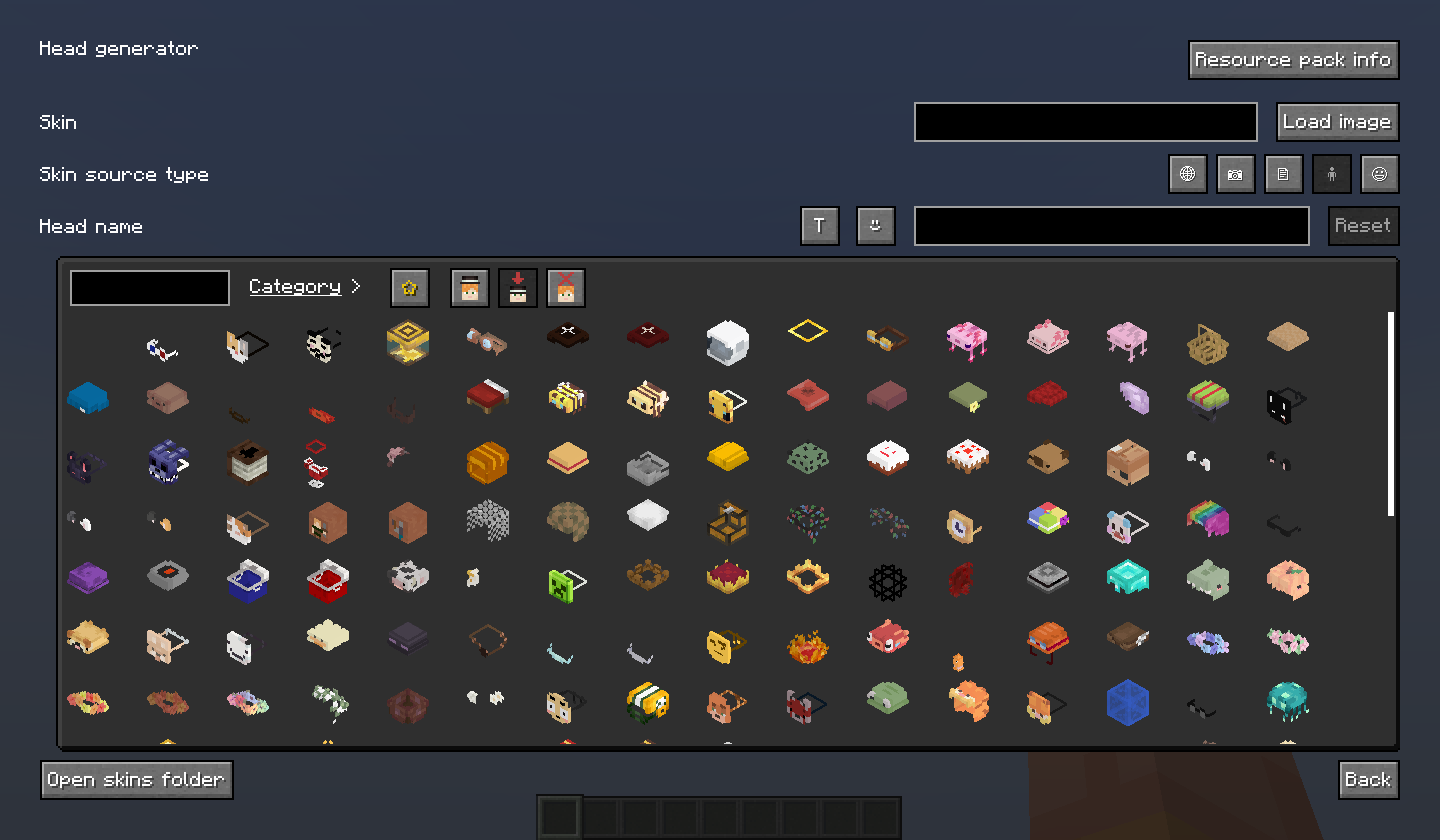 Head generator
Resource pack info
Skin
Load image
Skin source type
Head name
T
Reset
Category >
Open skins folder
Back